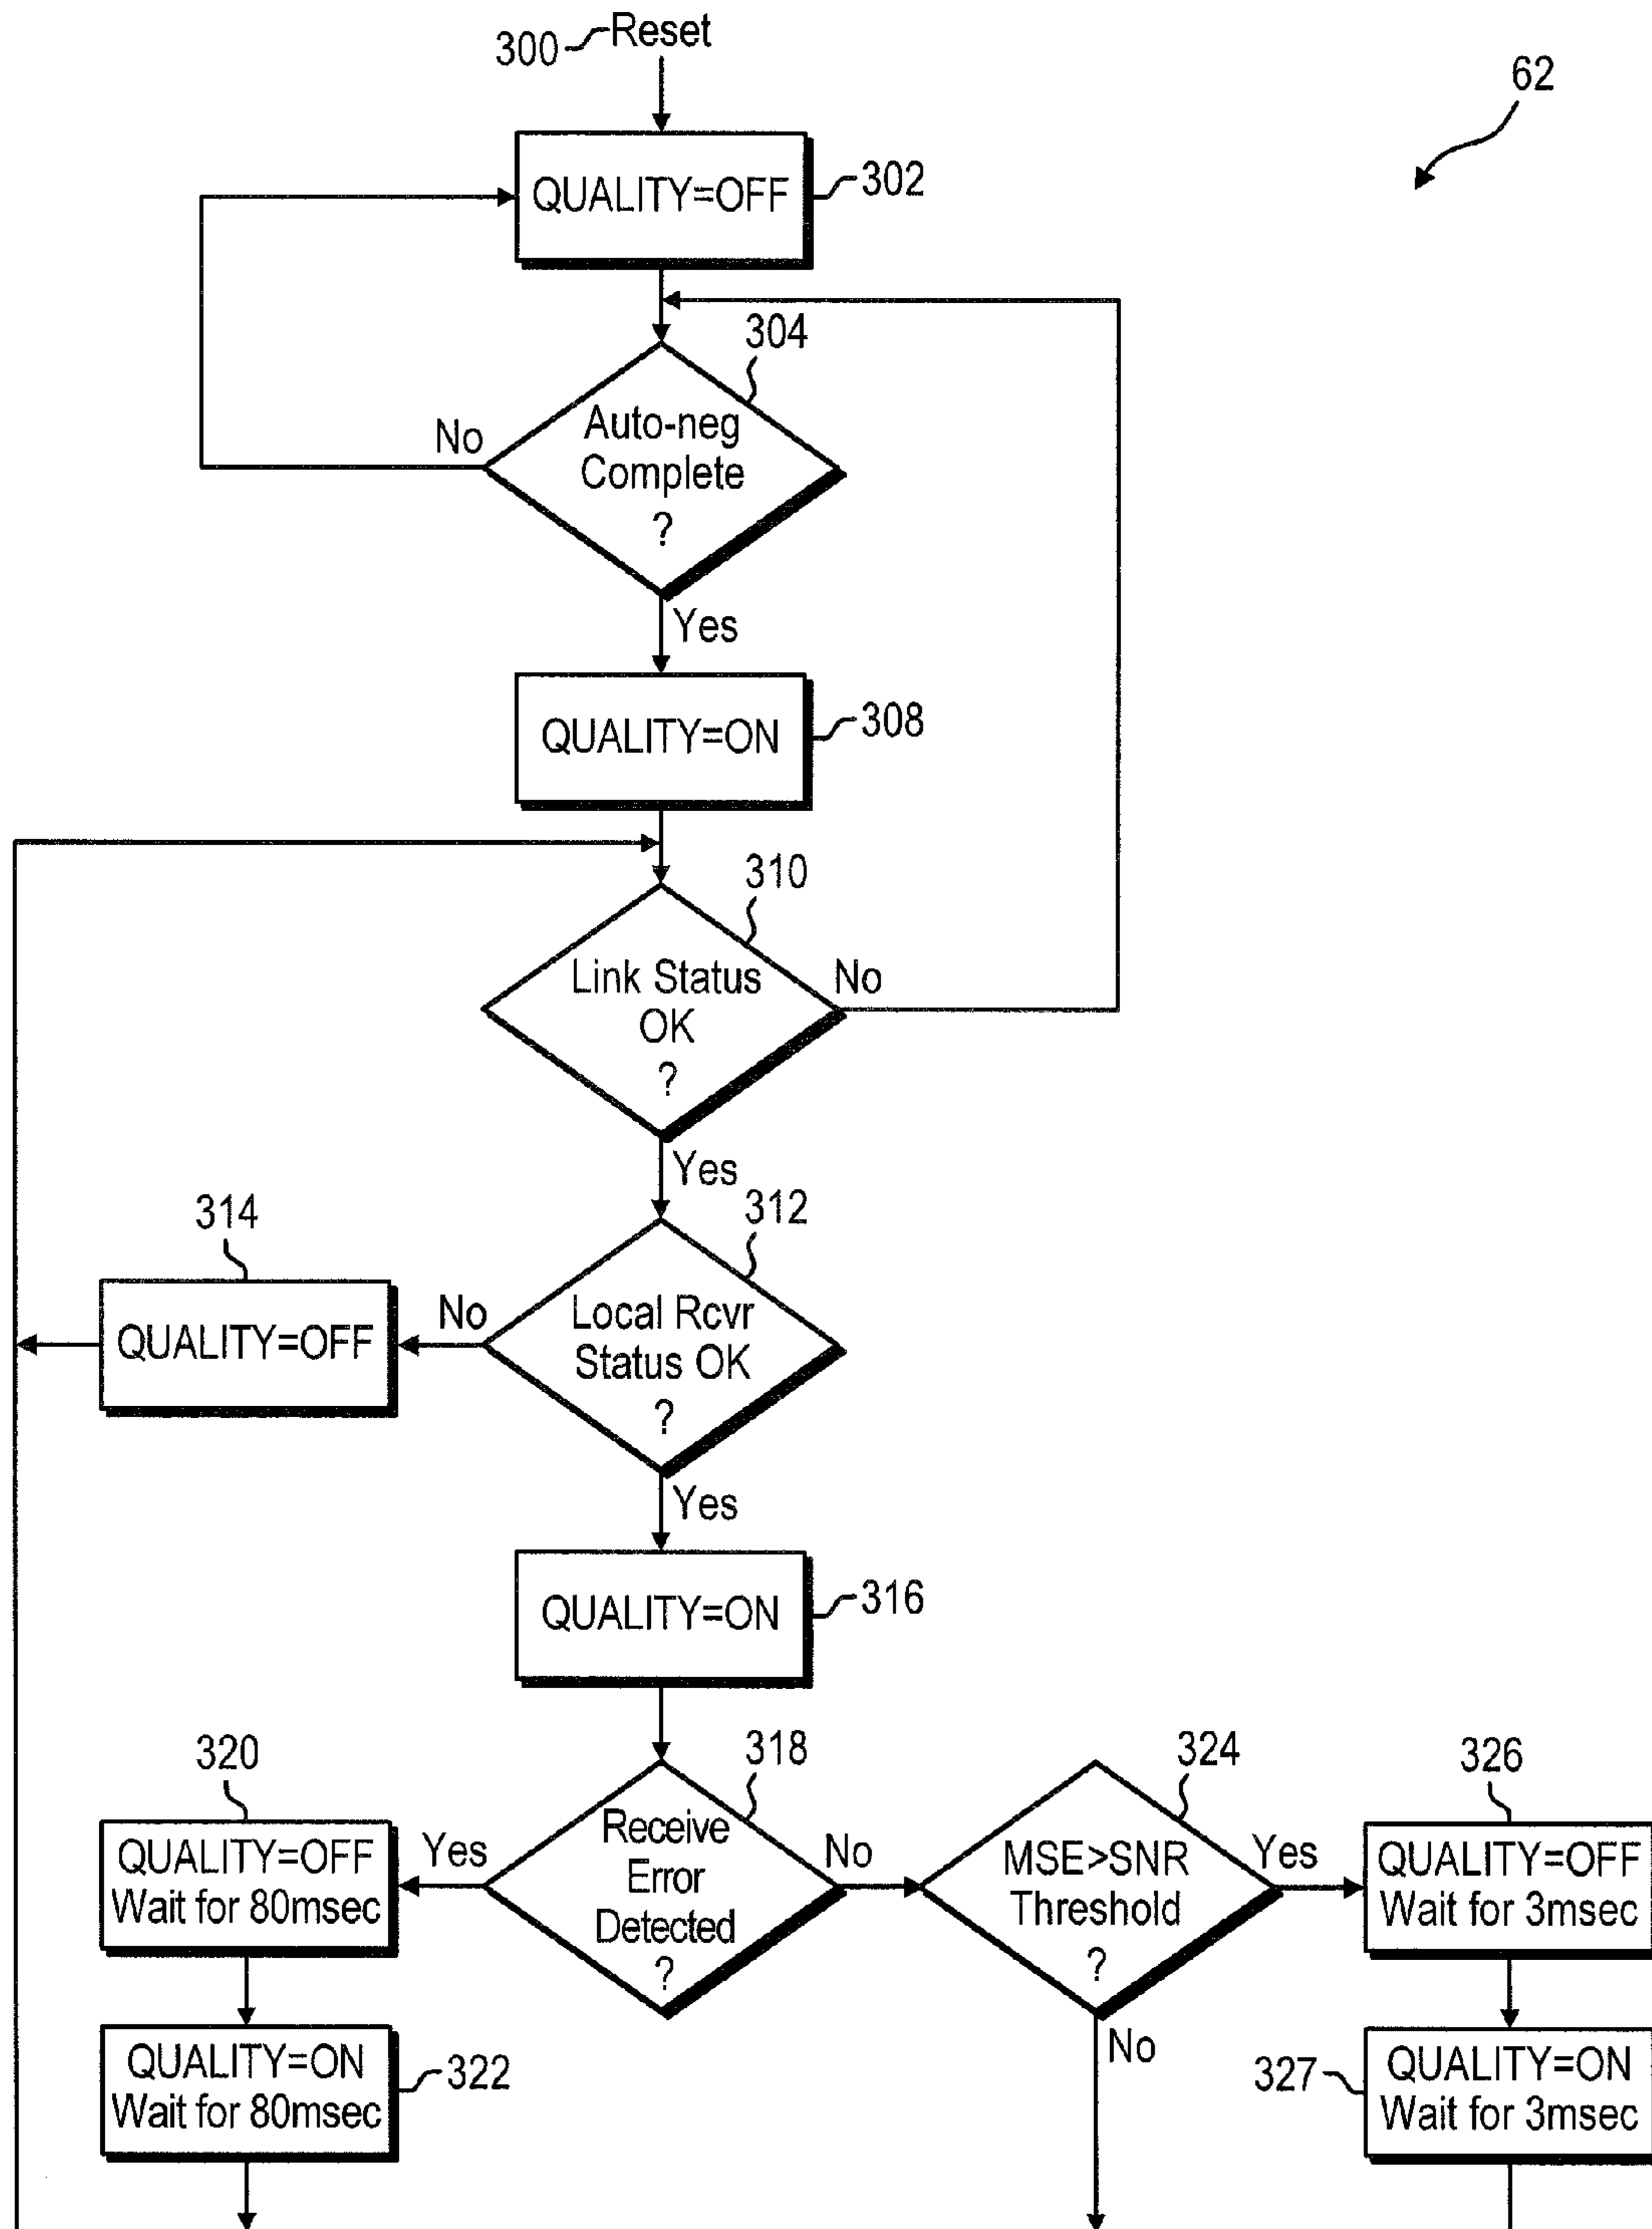 300
Reset
62
QUALITY=OFF
302
304
Auto-neg
Complete
?
No
Yes
QUALITY=ON
308
310
Link Status
OK
?
No
Yes
312
314
Local Rcvr
Status OK
?
No
QUALITY=OFF
Yes
QUALITY=ON
316
318
Receive
Error
Detected
?
Yes
No
320
QUALITY=OFF
Wait for 80msec
QUALITY=ON
Wait for 80msec
322
324
MSE>SNR
Threshold
?
Yes
No
326
QUALITY=OFF
Wait for 3msec
327
QUALITY=ON
Wait for 3msec